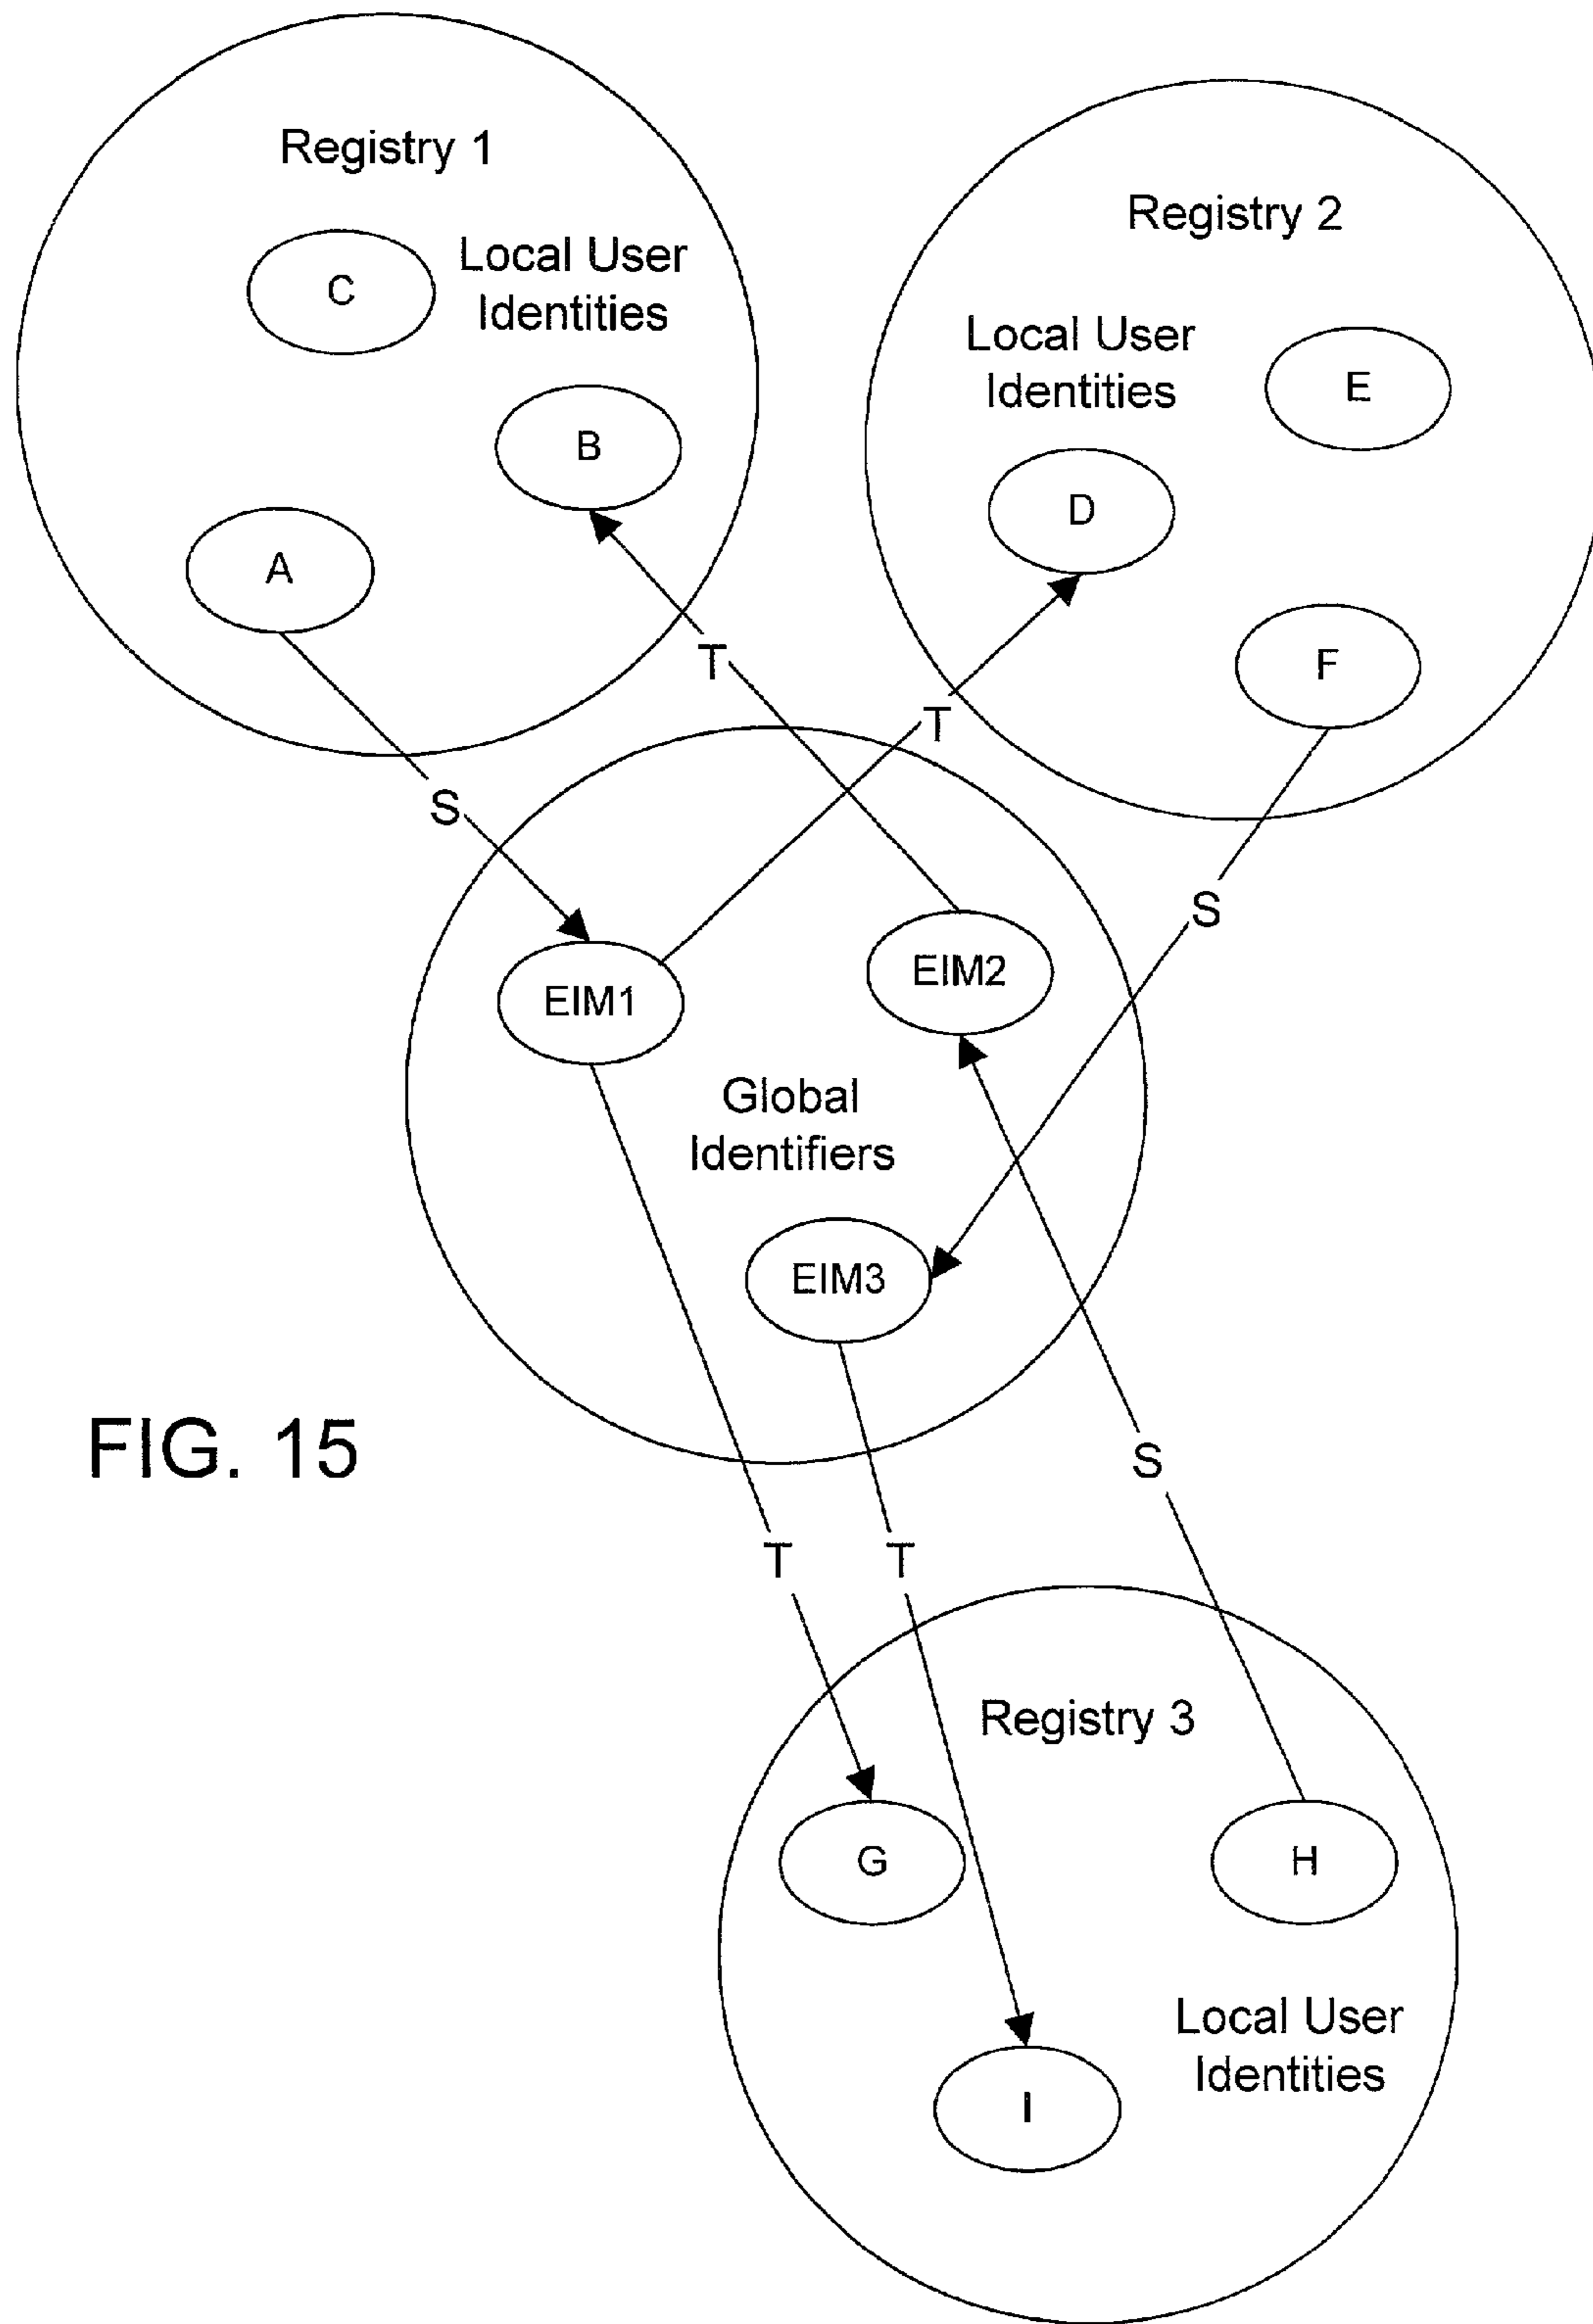 Registry 1
Registry 2
C
Local User
Identities
Local User
Identities
E
B
D
A
F
T
T
S
S
EIM2
EIM1
Global
Identifiers
EIM3
FIG. 15
S
T
T
Registry 3
G
H
Local User
Identities
I